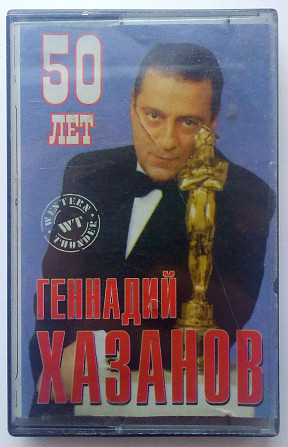 50
ЛЕТ
WESTERN
WT
THUNDER
ГЕННАДИЙ
ХАЗАНОВ